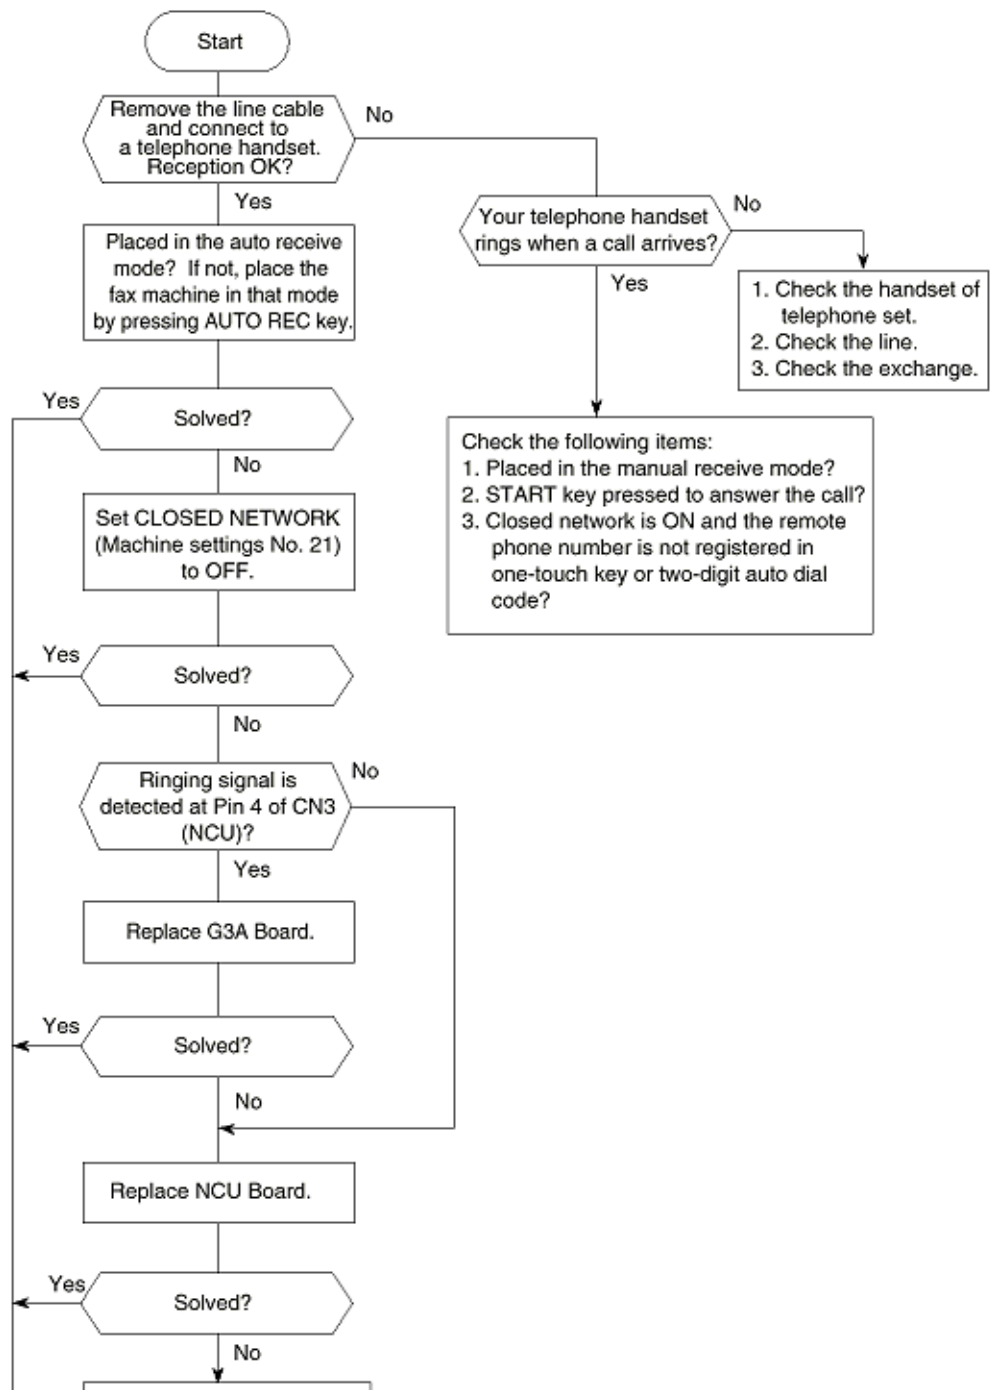 Start
Remove the line cable
and connect to
a telephone handset.
Reception OK?
No
Yes
Your telephone handset
rings when a call arrives?
No
Yes
1. Check the handset of
telephone set.
2. Check the line.
3. Check the exchange.
Placed in the auto receive
mode? If not, place the
fax machine in that mode
by pressing AUTO REC key.
Yes
Solved?
No
Check the following items:
1. Placed in the manual receive mode?
2. START key pressed to answer the call?
3. Closed network is ON and the remote
phone number is not registered in
one-touch key or two-digit auto dial
code?
Set CLOSED NETWORK
(Machine settings No. 21)
to OFF.
Yes
Solved?
No
Ringing signal is
detected at Pin 4 of CN3
(NCU)?
No
Yes
Replace G3A Board.
Yes
Solved?
No
Replace NCU Board.
Yes
Solved?
No